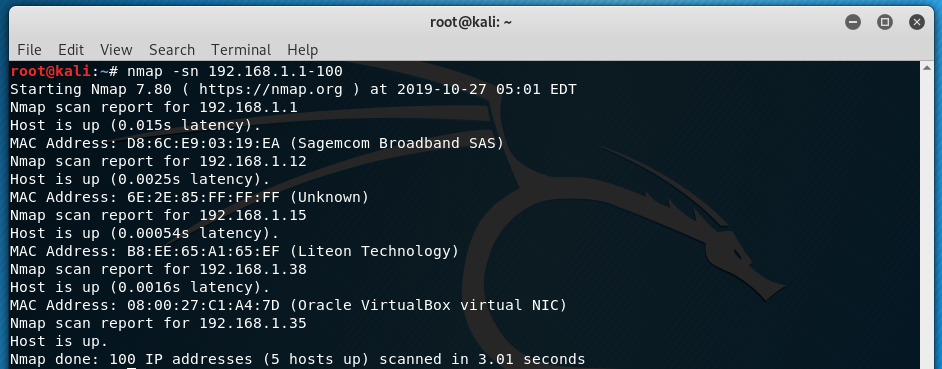 root@kali: ~
File Edit View Search Terminal Help
root@kali:~# nmap -sn 192.168.1.1-100
Starting Nmap 7.80 ( https://nmap.org ) at 2019-10-27 05:01 EDT
Nmap scan report for 192.168.1.1
Host is up (0.015s latency).
MAC Address: D8:6C:E9:03:19:EA (Sagemcom Broadband SAS)
Nmap scan report for 192.168.1.12
Host is up (0.0025s latency).
MAC Address: 6E:2E:85:FF:FF:FF (Unknown)
Nmap scan report for 192.168.1.15
Host is up (0.00054s latency).
MAC Address: B8:EE:65:A1:65:EF (Liteon Technology)
Nmap scan report for 192.168.1.38
Host is up (0.0016s latency).
MAC Address: 08:00:27:C1:A4:7D (Oracle VirtualBox virtual NIC)
Nmap scan report for 192.168.1.35
Host is up.
Nmap done: 100 IP addresses (5 hosts up) scanned in 3.01 seconds